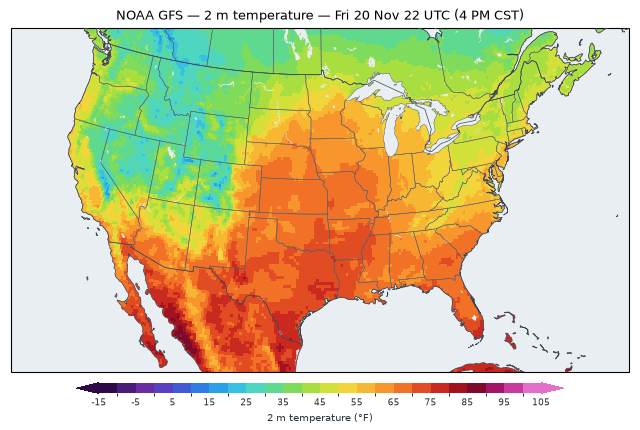 NOAA GFS — 2 m temperature — Fri 20 Nov 22 UTC (4 PM CST)
-15 -5 5 15 25 35 45 55 65 75 85 95 105
2 m temperature (°F)